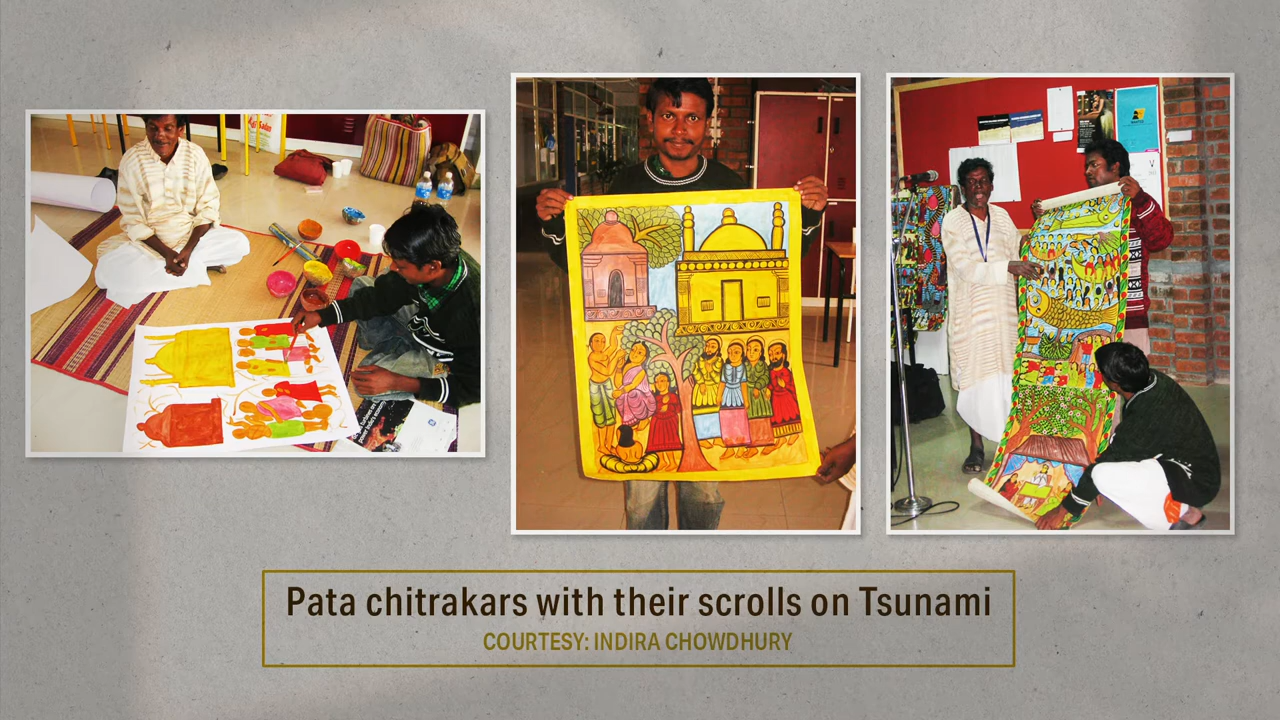 Pata chitrakars with their scrolls on Tsunami
COURTESY: INDIRA CHOWDHURY